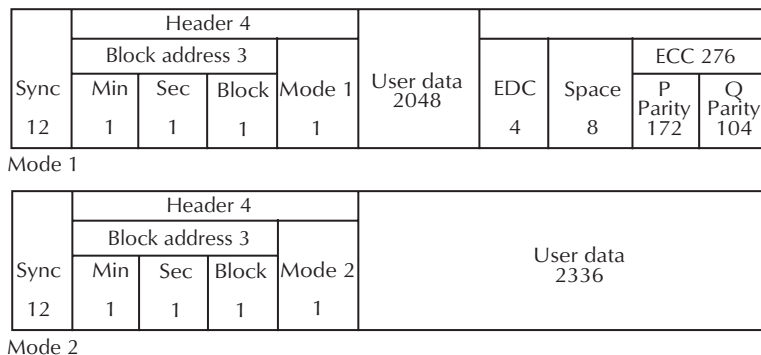 Header 4
Block address 3
ECC 276
Sync
Min
Sec
Block
Mode 1
User data
2048
EDC
Space
P
Parity
Q
Parity
12
1
1
1
1
4
8
172
104
Mode 1
Header 4
Block address 3
Sync
Min
Sec
Block
Mode 2
User data
2336
12
1
1
1
1
Mode 2